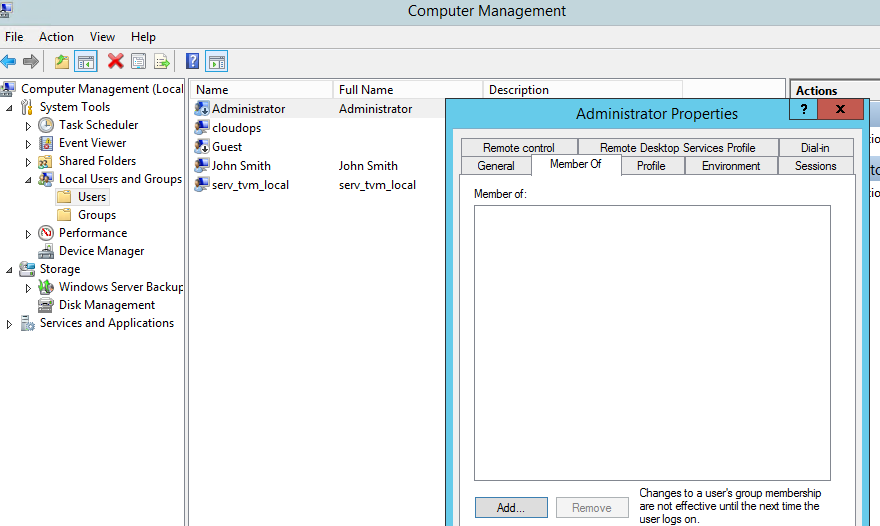 Computer Management
File Action View Help
Computer Management (Local
System Tools
Task Scheduler
Event Viewer
Shared Folders
Local Users and Groups
Users
Groups
Performance
Device Manager
Storage
Windows Server Backup
Disk Management
Services and Applications
Name Full Name Description
Administrator Administrator
cloudops
Guest
John Smith John Smith
serv_tvm_local serv_tvm_local
Actions
Administrator Properties
? x
Remote control Remote Desktop Services Profile Dial-in
General Member Of Profile Environment Sessions
Member of:
Add... Remove
Changes to a user's group membership
are not effective until the next time the
user logs on.